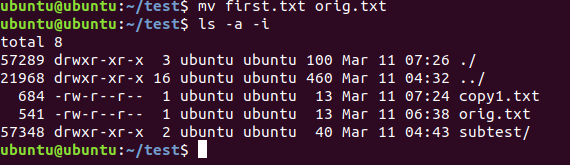 ubuntu@ubuntu:~/test$ mv first.txt orig.txt
ubuntu@ubuntu:~/test$ ls -a -i
total 8
57289 drwxr-xr-x  3 ubuntu ubuntu 100 Mar 11 07:26 ./
21968 drwxr-xr-x 16 ubuntu ubuntu 460 Mar 11 04:32 ../
  684 -rw-r--r--  1 ubuntu ubuntu  13 Mar 11 07:24 copy1.txt
  541 -rw-r--r--  1 ubuntu ubuntu  13 Mar 11 06:38 orig.txt
57348 drwxr-xr-x  2 ubuntu ubuntu  40 Mar 11 04:43 subtest/
ubuntu@ubuntu:~/test$